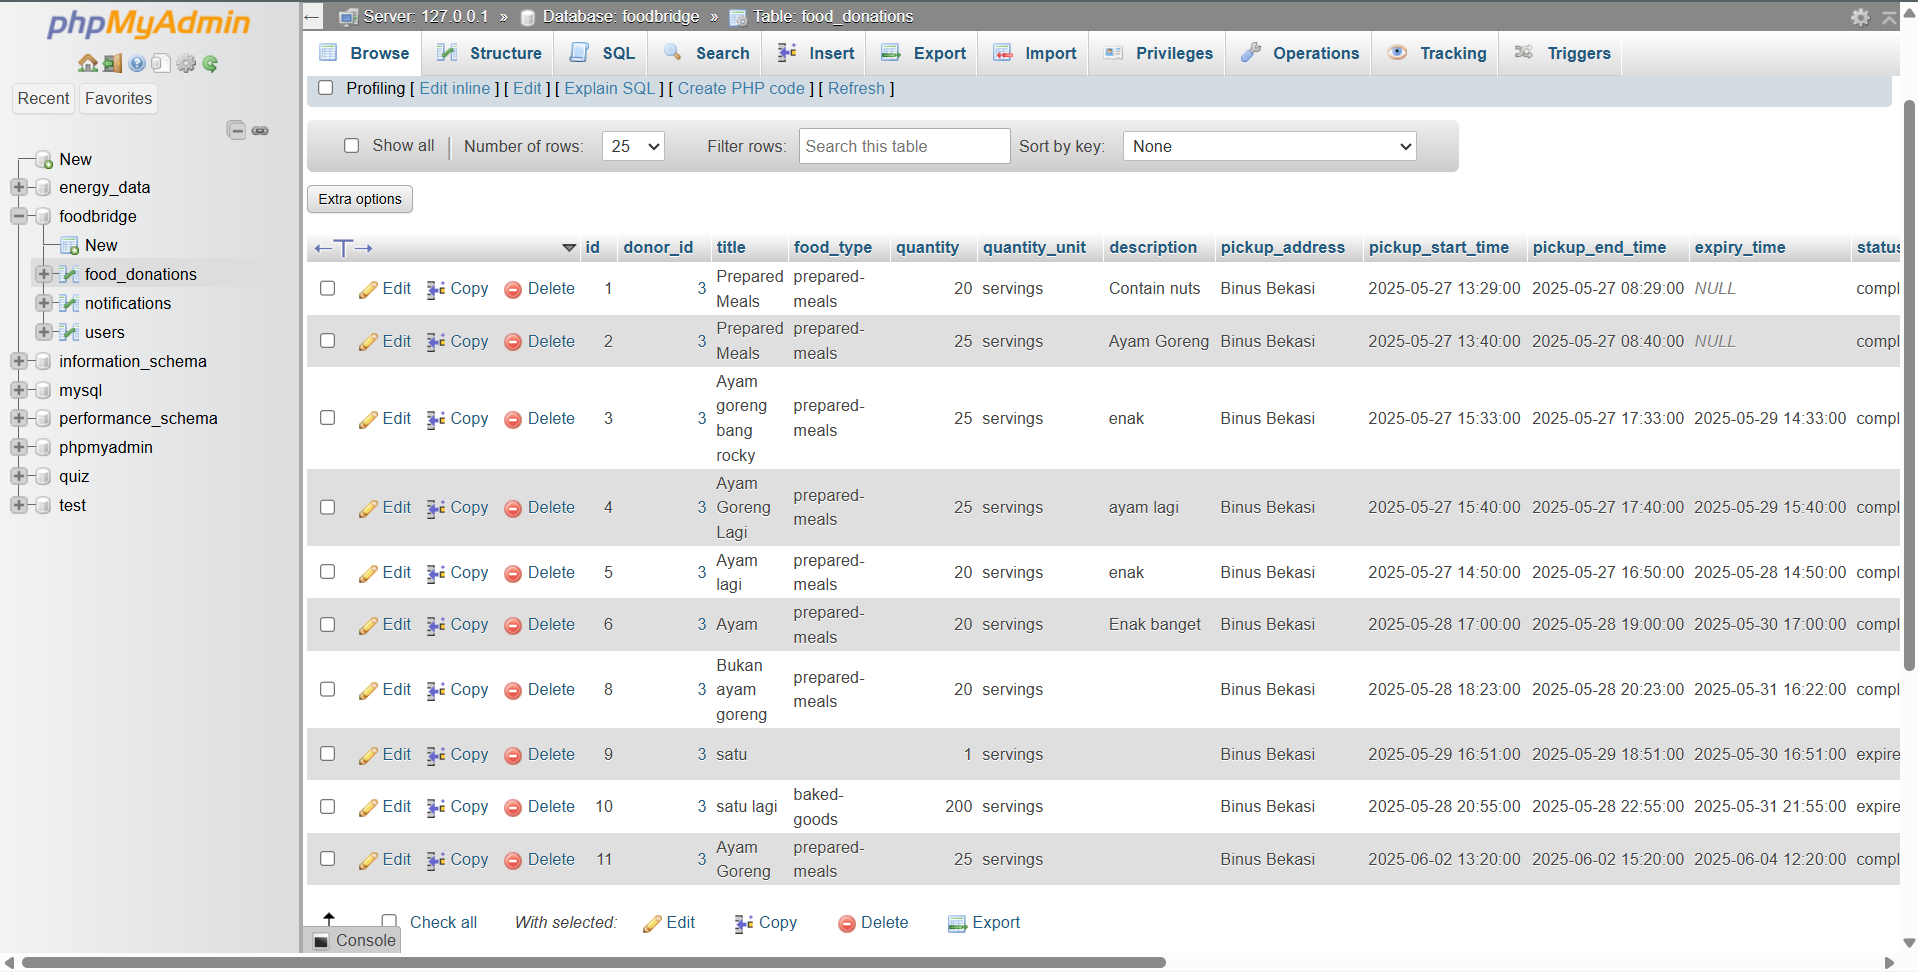 phpMyAdmin
Recent Favorites
New
energy_data
foodbridge
New
food_donations
notifications
users
information_schema
mysql
performance_schema
phpmyadmin
quiz
test
Server: 127.0.0.1 » Database: foodbridge » Table: food_donations
Browse Structure SQL Search Insert Export Import Privileges Operations Tracking Triggers
Profiling [ Edit inline ] [ Edit ] [ Explain SQL ] [ Create PHP code ] [ Refresh ]
Show all Number of rows: 25 Filter rows: Search this table Sort by key: None
Extra options
←T→ id donor_id title food_type quantity quantity_unit description pickup_address pickup_start_time pickup_end_time expiry_time status
Edit Copy Delete 1 3 Prepared Meals prepared-meals 20 servings Contain nuts Binus Bekasi 2025-05-27 13:29:00 2025-05-27 08:29:00 NULL compl
Edit Copy Delete 2 3 Prepared Meals prepared-meals 25 servings Ayam Goreng Binus Bekasi 2025-05-27 13:40:00 2025-05-27 08:40:00 NULL compl
Edit Copy Delete 3 3 Ayam goreng bang rocky prepared-meals 25 servings enak Binus Bekasi 2025-05-27 15:33:00 2025-05-27 17:33:00 2025-05-29 14:33:00 compl
Edit Copy Delete 4 3 Ayam Goreng Lagi prepared-meals 25 servings ayam lagi Binus Bekasi 2025-05-27 15:40:00 2025-05-27 17:40:00 2025-05-29 15:40:00 compl
Edit Copy Delete 5 3 Ayam lagi prepared-meals 20 servings enak Binus Bekasi 2025-05-27 14:50:00 2025-05-27 16:50:00 2025-05-28 14:50:00 compl
Edit Copy Delete 6 3 Ayam prepared-meals 20 servings Enak banget Binus Bekasi 2025-05-28 17:00:00 2025-05-28 19:00:00 2025-05-30 17:00:00 compl
Edit Copy Delete 8 3 Bukan ayam goreng prepared-meals 20 servings Binus Bekasi 2025-05-28 18:23:00 2025-05-28 20:23:00 2025-05-31 16:22:00 compl
Edit Copy Delete 9 3 satu 1 servings Binus Bekasi 2025-05-29 16:51:00 2025-05-29 18:51:00 2025-05-30 16:51:00 expire
Edit Copy Delete 10 3 satu lagi baked-goods 200 servings Binus Bekasi 2025-05-28 20:55:00 2025-05-28 22:55:00 2025-05-31 21:55:00 expire
Edit Copy Delete 11 3 Ayam Goreng prepared-meals 25 servings Binus Bekasi 2025-06-02 13:20:00 2025-06-02 15:20:00 2025-06-04 12:20:00 compl
Check all With selected: Edit Copy Delete Export
Console